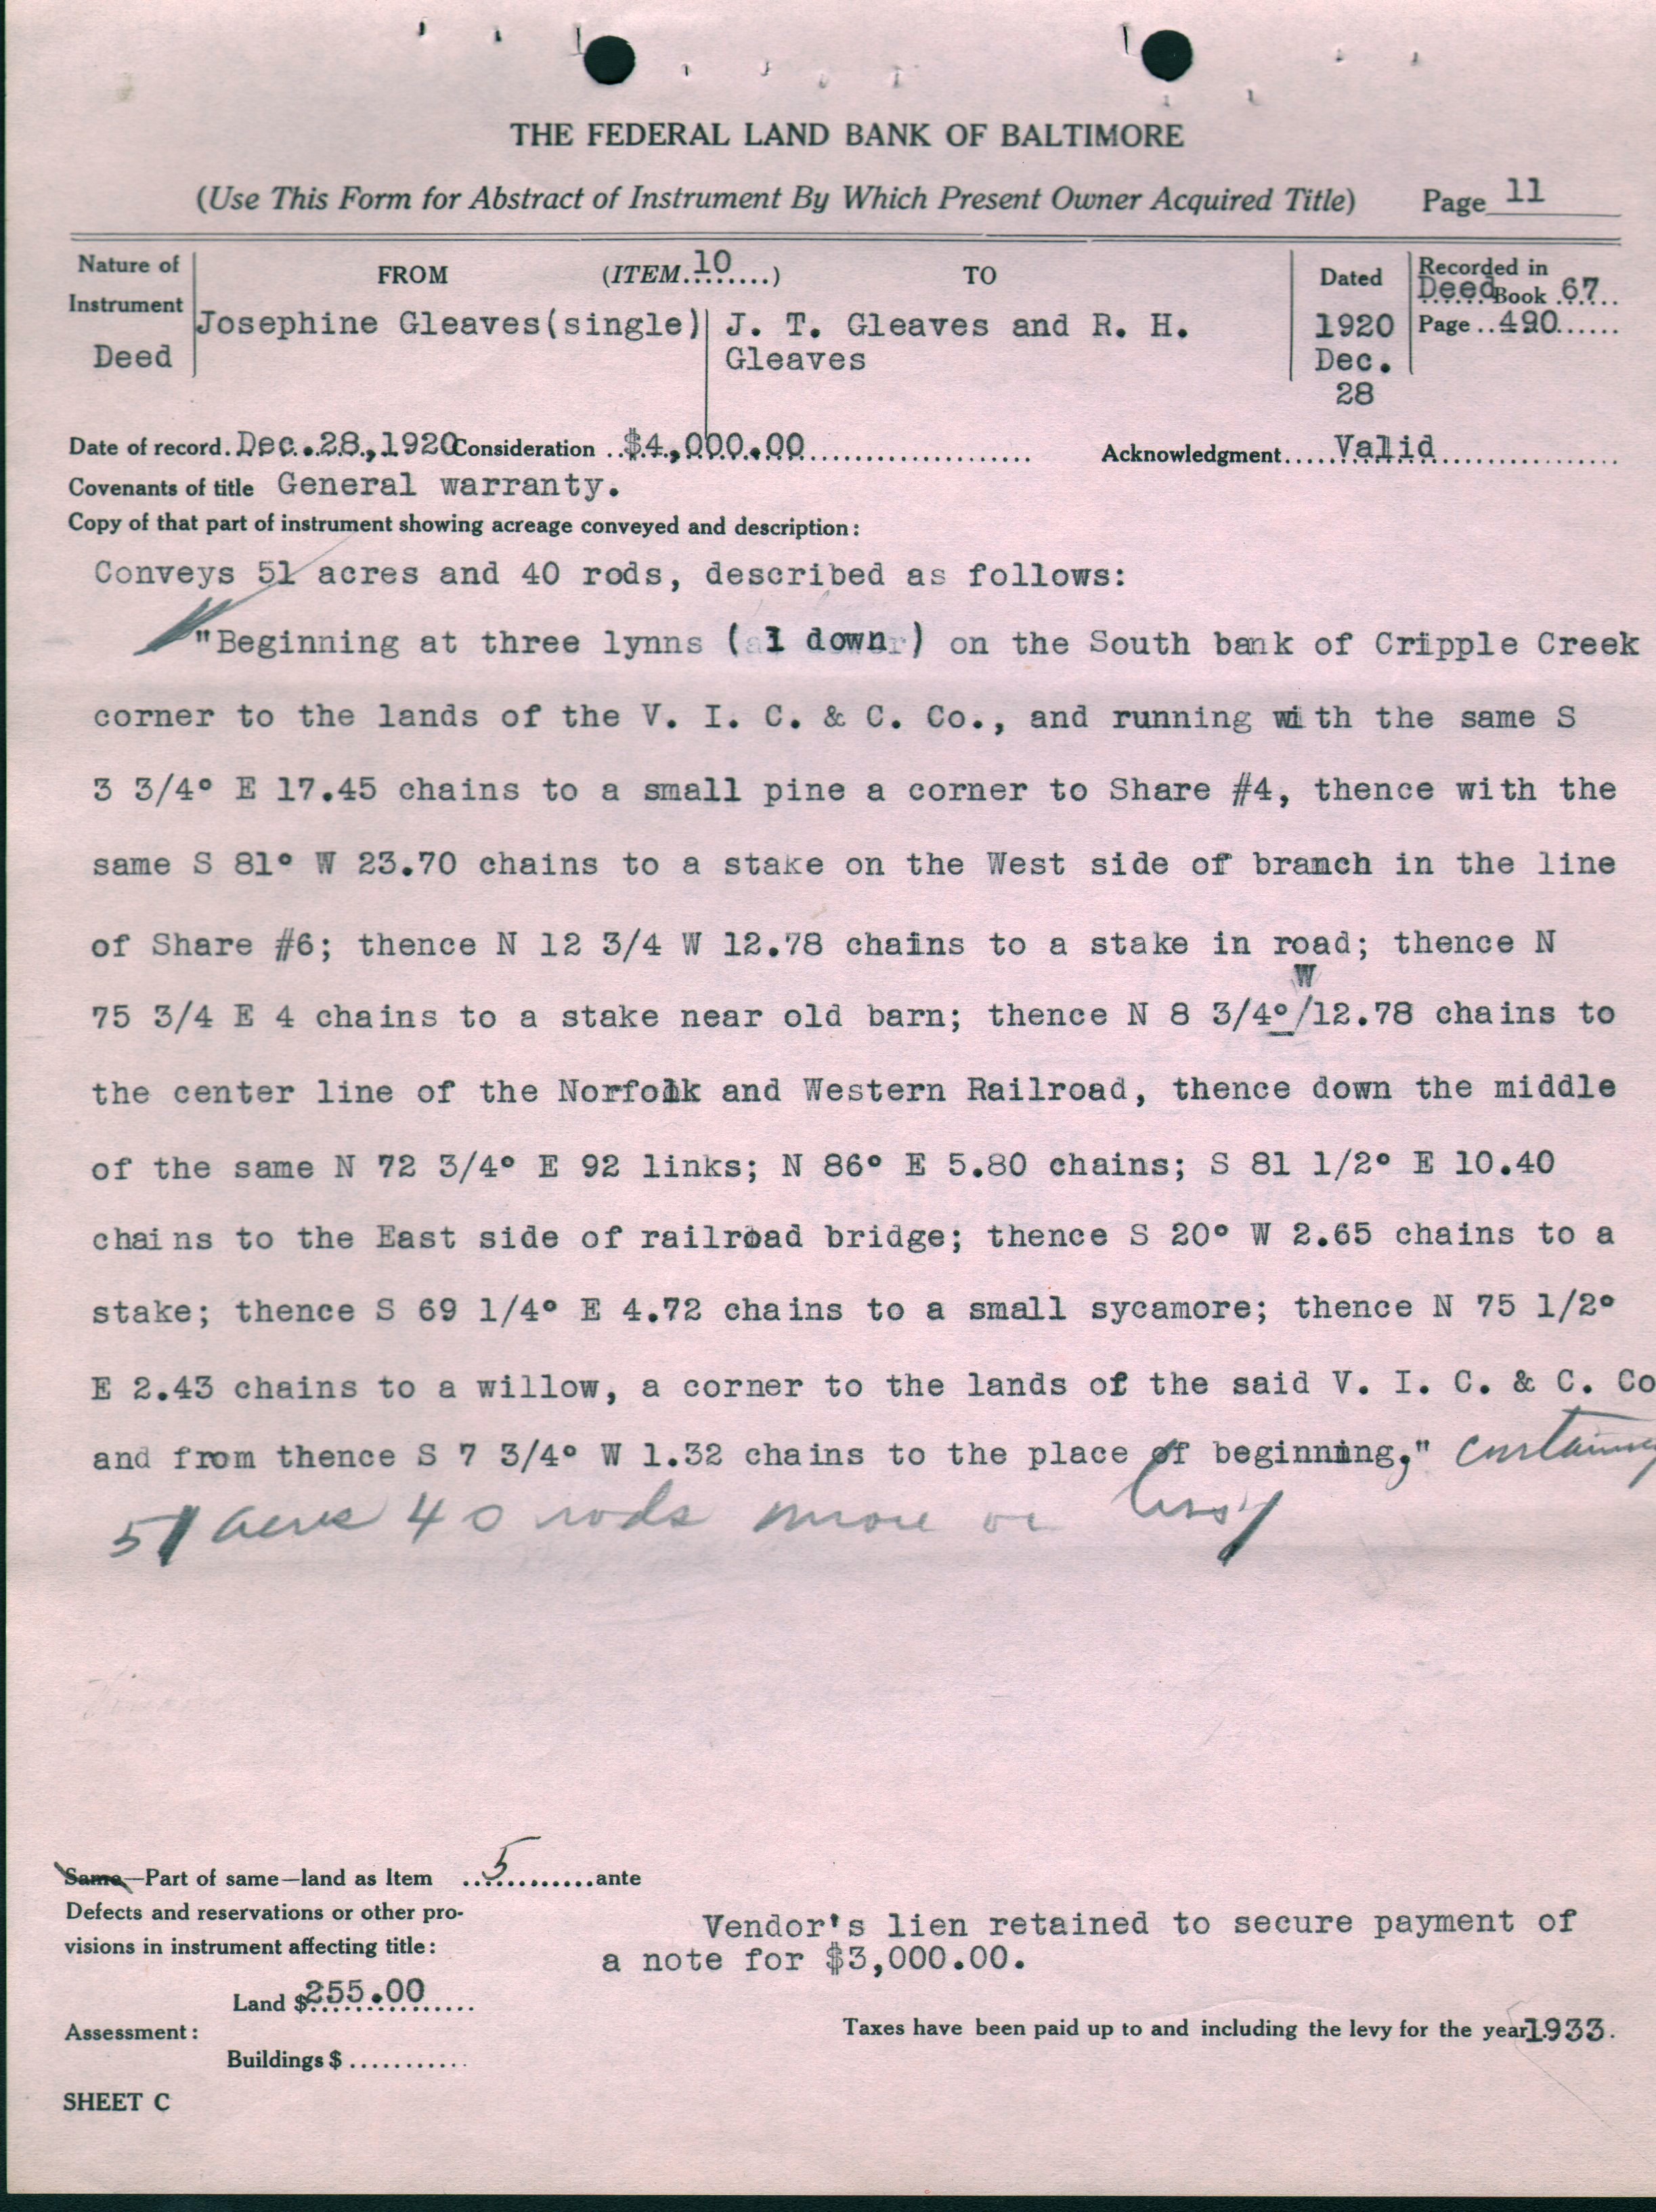 THE FEDERAL LAND BANK OF BALTIMORE
(Use This Form for Abstract of Instrument By Which Present Owner Acquired Title) Page 11
Nature of Instrument FROM (ITEM 10) TO Dated Recorded in Deed Book 67
Deed Josephine Gleaves(single) J. T. Gleaves and R. H. 1920 Page 490
Gleaves Dec.
28
Date of record Dec. 28, 1920 Consideration $4,000.00 Acknowledgment Valid
Covenants of title General warranty.
Copy of that part of instrument showing acreage conveyed and description:
Conveys 51 acres and 40 rods, described as follows:
"Beginning at three lynns (1 down) on the South bank of Cripple Creek
corner to the lands of the V. I. C. & C. Co., and running with the same S
3 3/4° E 17.45 chains to a small pine a corner to Share #4, thence with the
same S 81° W 23.70 chains to a stake on the West side of branch in the line
of Share #6; thence N 12 3/4 W 12.78 chains to a stake in road; thence N
W
75 3/4 E 4 chains to a stake near old barn; thence N 8 3/4°/12.78 chains to
the center line of the Norfolk and Western Railroad, thence down the middle
of the same N 72 3/4° E 92 links; N 86° E 5.80 chains; S 81 1/2° E 10.40
chains to the East side of railroad bridge; thence S 20° W 2.65 chains to a
stake; thence S 69 1/4° E 4.72 chains to a small sycamore; thence N 75 1/2°
E 2.43 chains to a willow, a corner to the lands of the said V. I. C. & C. Co
and from thence S 7 3/4° W 1.32 chains to the place of beginning," containing
51 acres 40 rods more or less
Same—Part of same—land as Item 5 ante
Defects and reservations or other pro-
visions in instrument affecting title:
Vendor's lien retained to secure payment of
a note for $3,000.00.
Land $255.00
Assessment:
Taxes have been paid up to and including the levy for the year 1933.
Buildings $
SHEET C